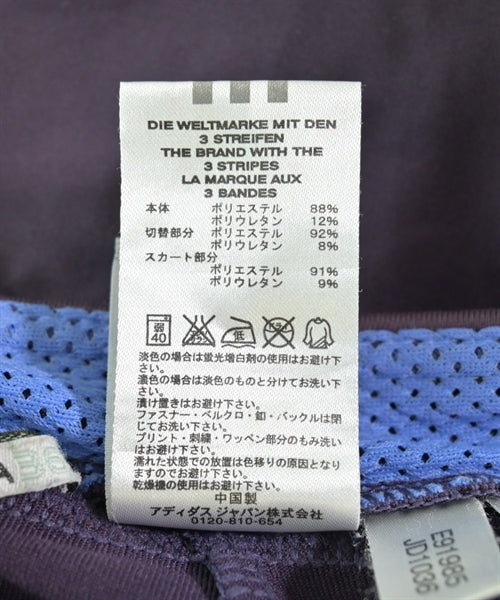 DIE WELTMARKE MIT DEN
3 STREIFEN
THE BRAND WITH THE
3 STRIPES
LA MARQUE AUX
3 BANDES
本体 ポリエステル 88%
ポリウレタン 12%
切替部分 ポリエステル 92%
ポリウレタン 8%
スカート部分
ポリエステル 91%
ポリウレタン 9%
弱
40
低
淡色の場合は蛍光増白剤の使用はお避け下
さい。
濃色の場合は淡色のものと分けてお洗い下
さい。
漬け置きはお避け下さい。
ファスナー・ベルクロ・釦・バックルは閉
じてお洗い下さい。
プリント・刺繍・ワッペン部分のもみ洗い
はお避け下さい。
濡れた状態での放置は色移りの原因となり
ますのでお避け下さい。
乾燥機の使用はお避け下さい。
中国製
アディダス ジャパン株式会社
0120-810-654
E91985
JD1036